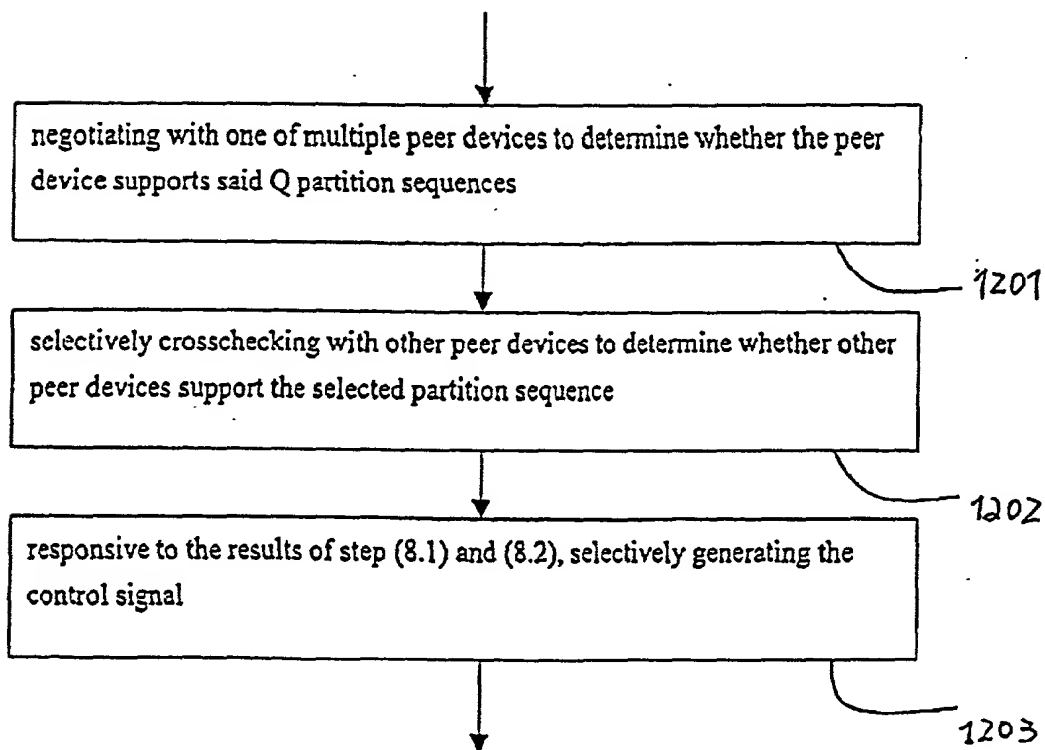 negotiating with one of multiple peer devices to determine whether the peer
device supports said Q partition sequences
1201
selectively crosschecking with other peer devices to determine whether other
peer devices support the selected partition sequence
1202
responsive to the results of step (8.1) and (8.2), selectively generating the
control signal
1203